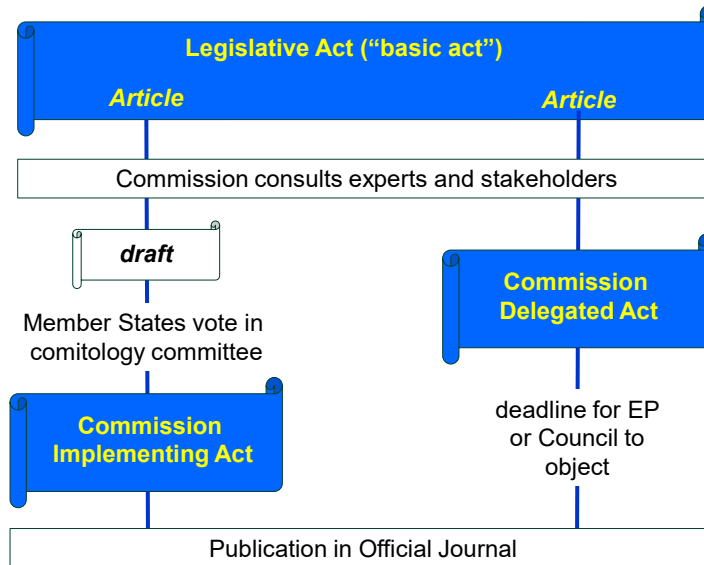 Legislative Act (“basic act”)
Article
Article
Commission consults experts and stakeholders
draft
Commission
Delegated Act
Member States vote in
comitology committee
Commission
Implementing Act
deadline for EP
or Council to
object
Publication in Official Journal